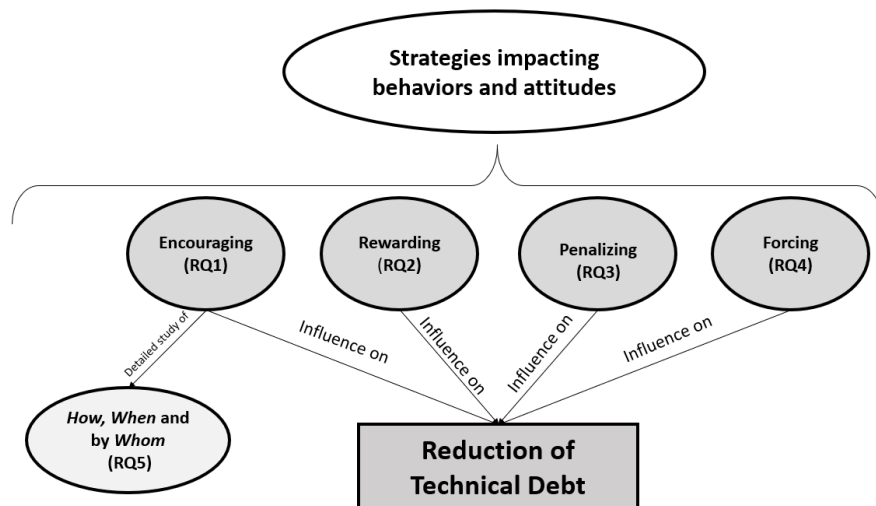 Strategies impacting
behaviors and attitudes
Encouraging
(RQ1)
Rewarding
(RQ2)
Penalizing
(RQ3)
Forcing
(RQ4)
Detailed study of
Influence on
Influence on
Influence on
Influence on
How, When and
by Whom
(RQ5)
Reduction of
Technical Debt